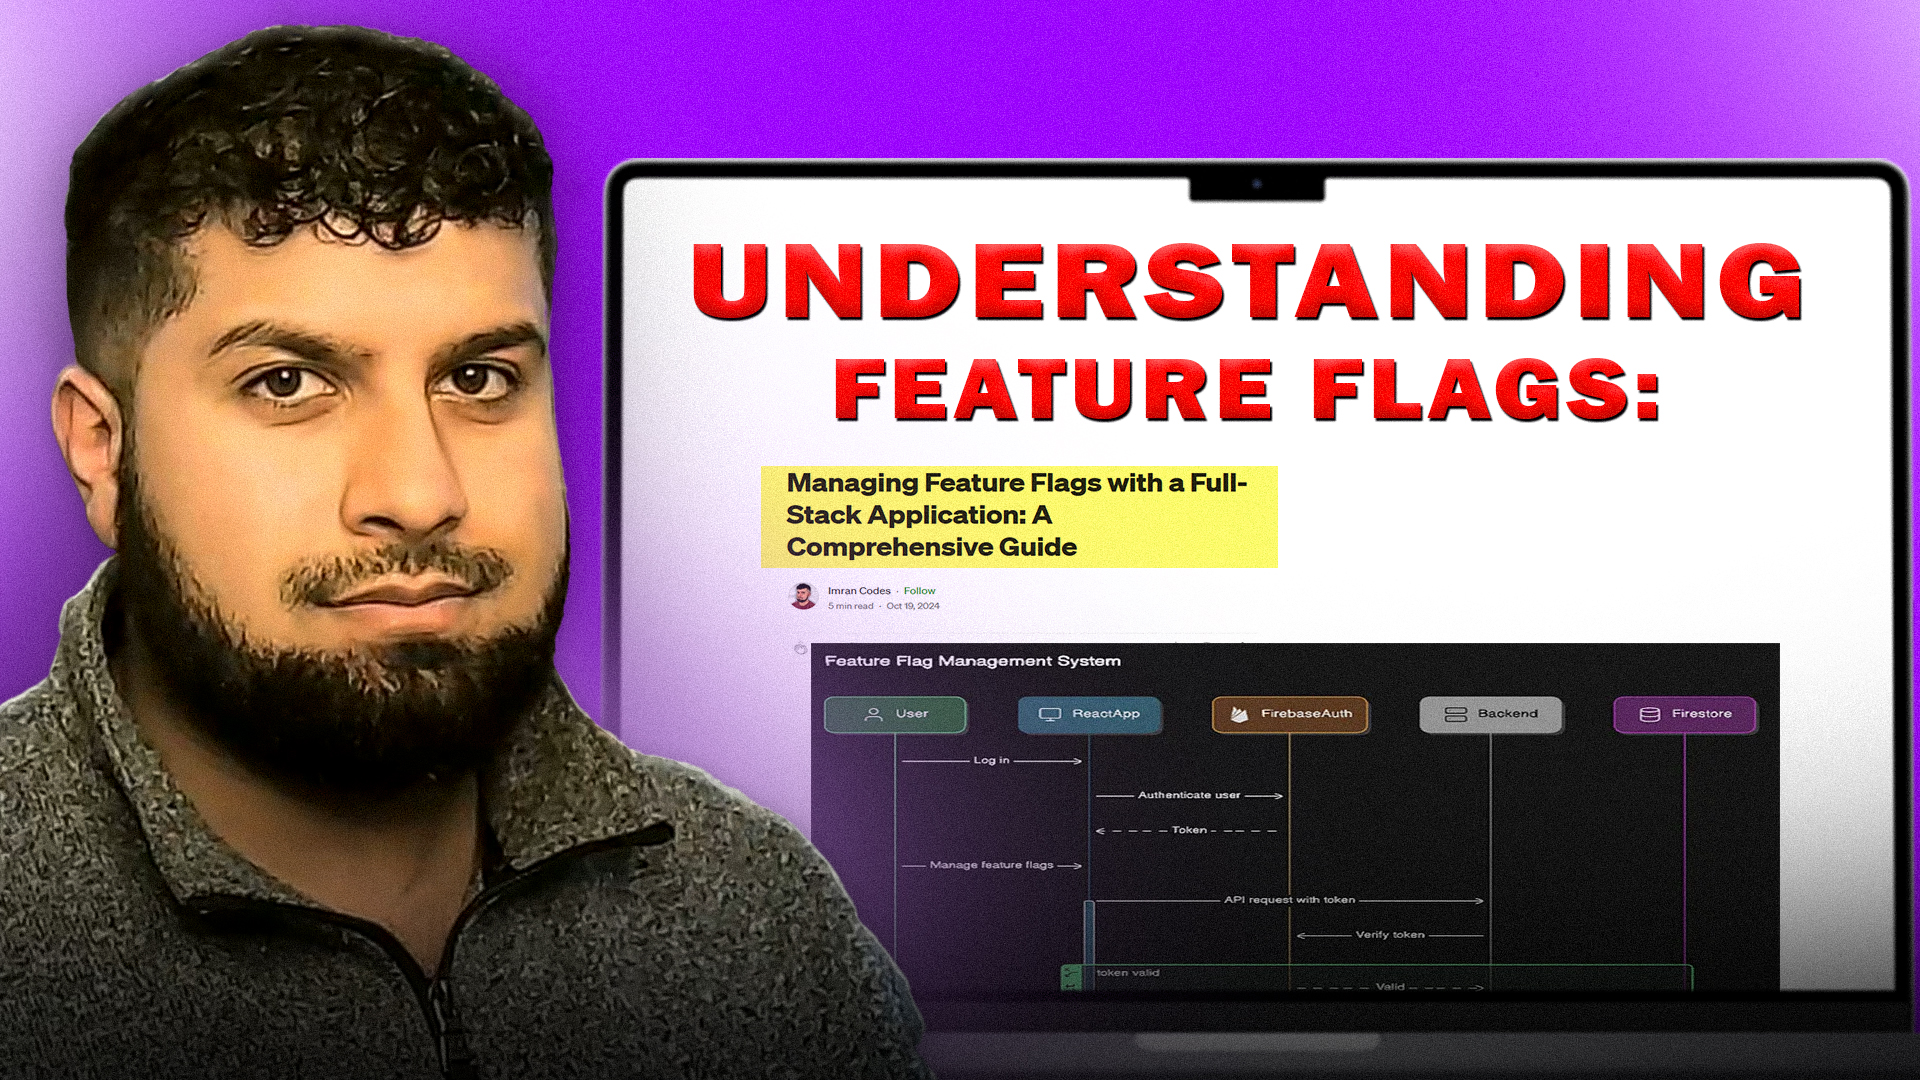 UNDERSTANDING
FEATURE FLAGS:
Managing Feature Flags with a Full-
Stack Application: A
Comprehensive Guide
Imran Codes · Follow
5 min read · Oct 19, 2024
Feature Flag Management System
User
ReactApp
FirebaseAuth
Backend
Firestore
Log in
Authenticate user
Token
Manage feature flags
API request with token
Verify token
token valid
Valid